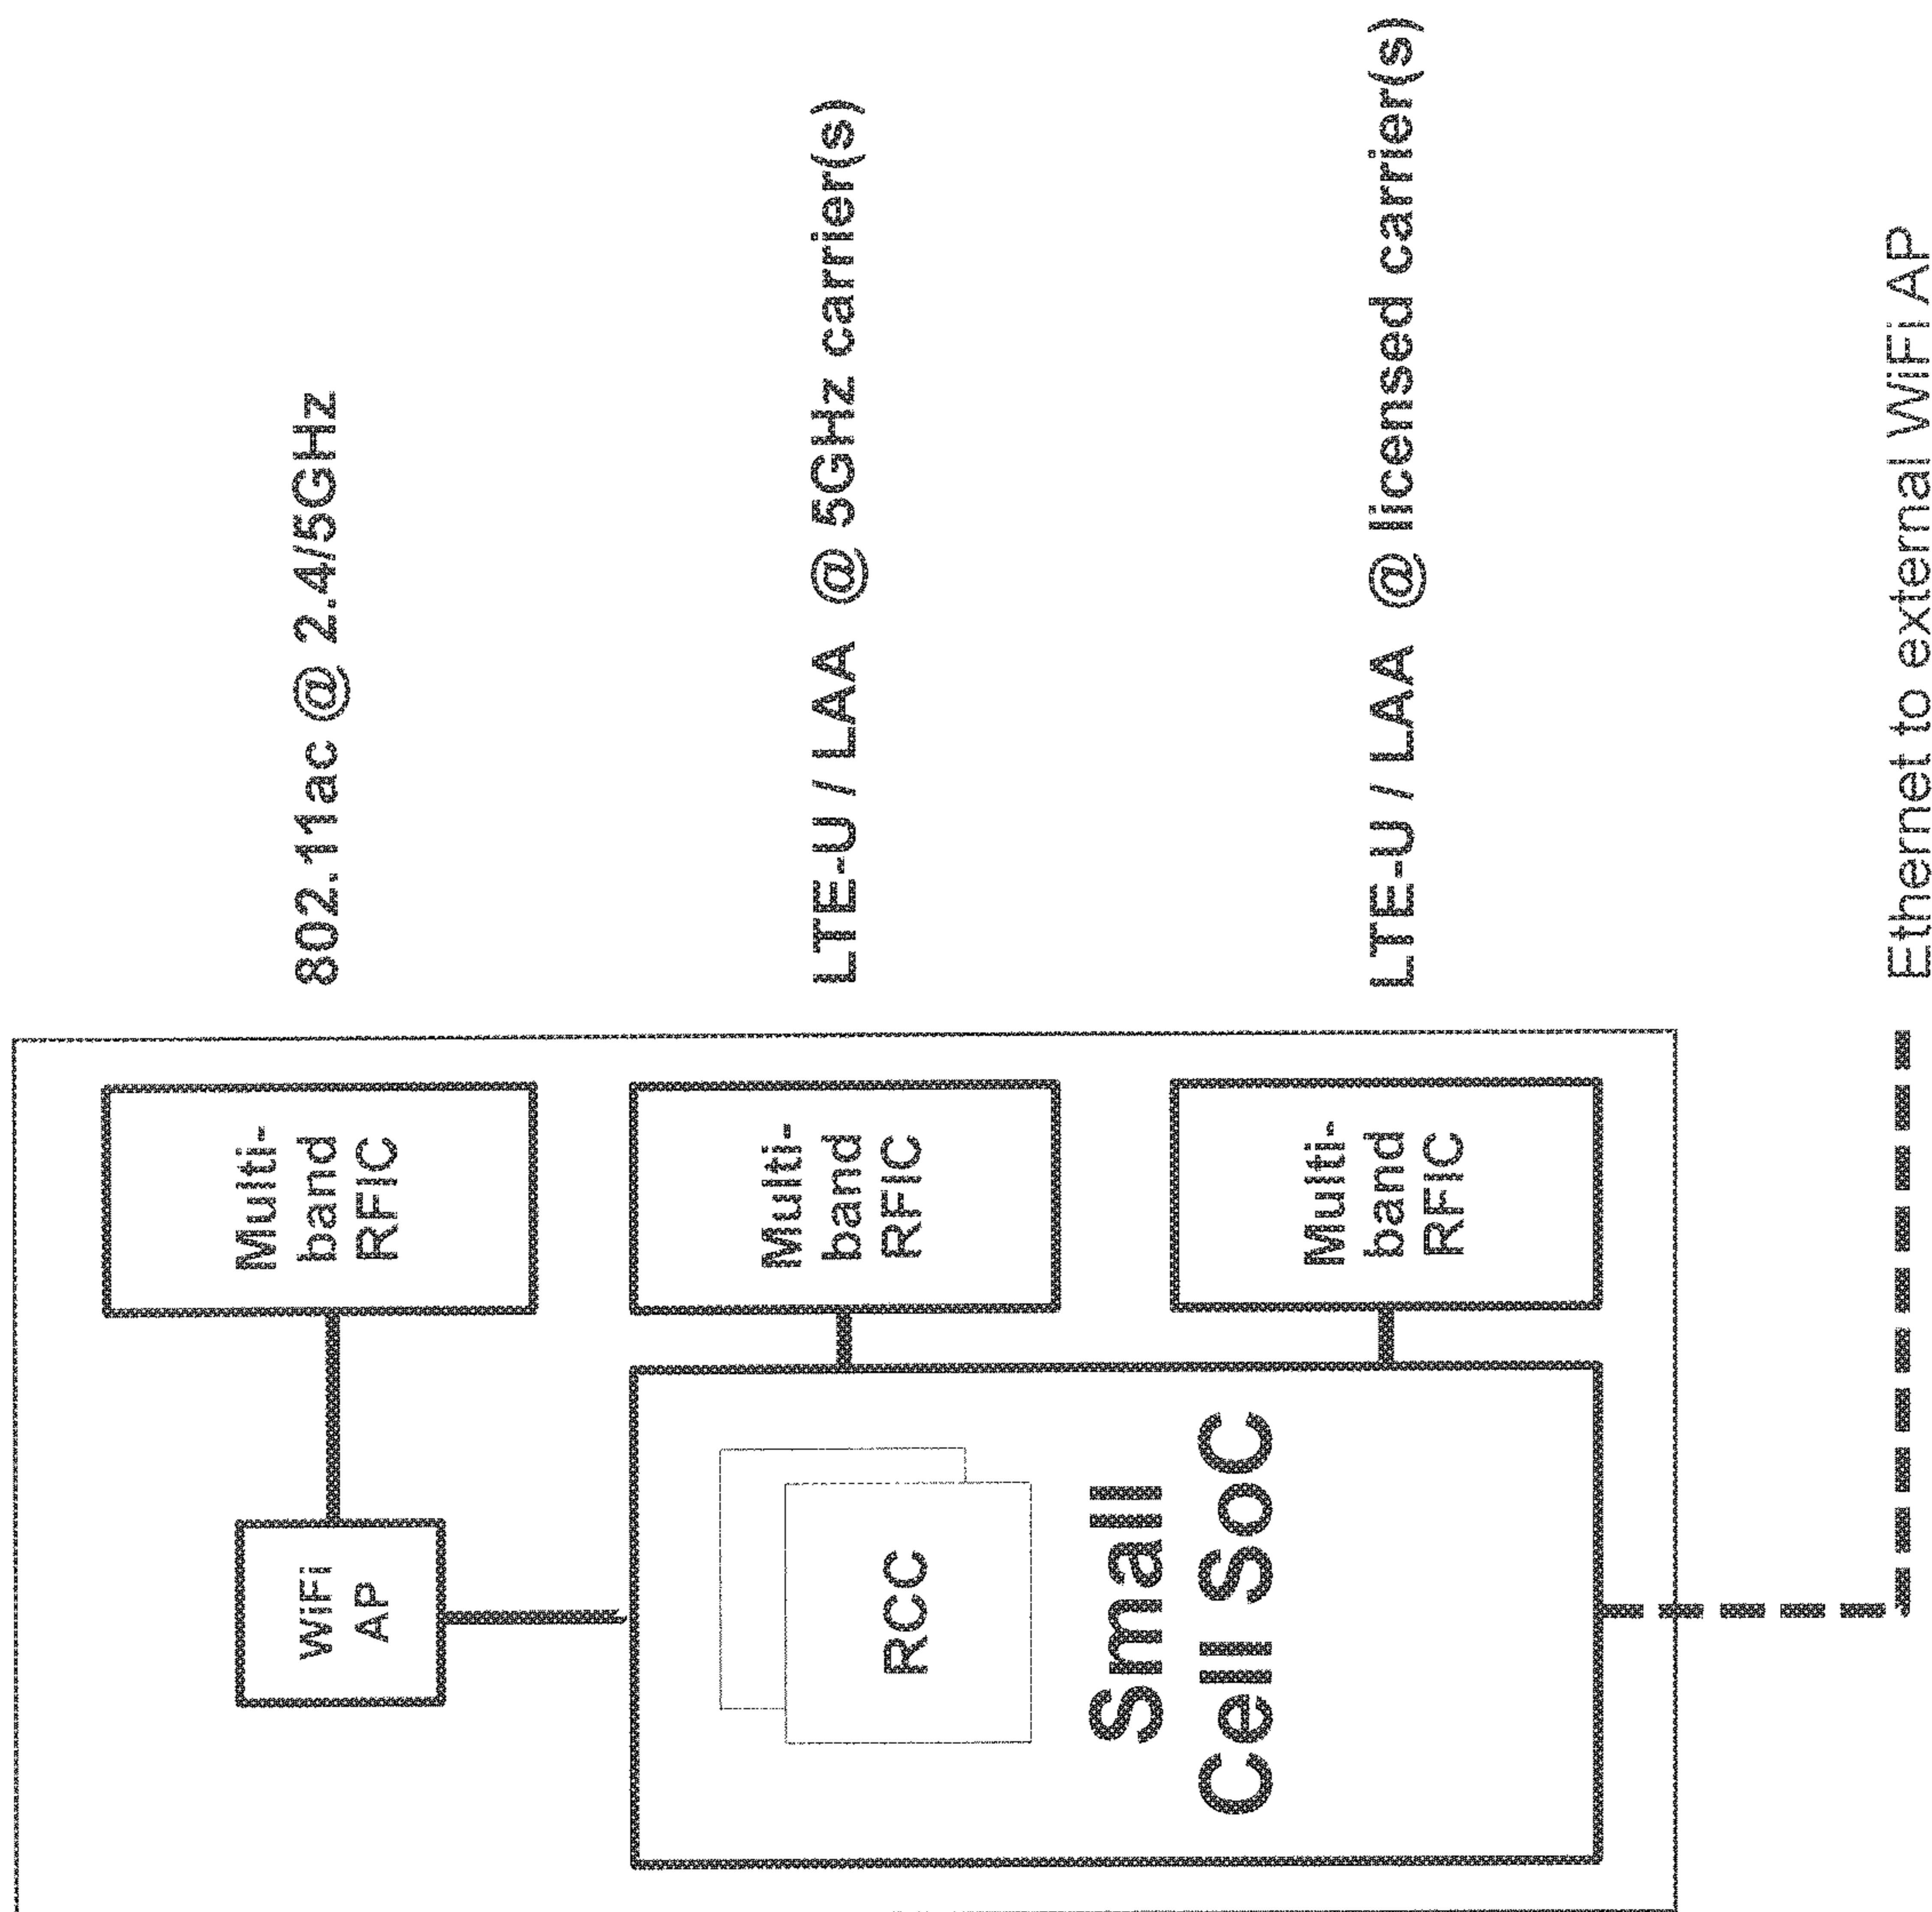 802.11ac @ 2.4/5GHz
LTE-U / LAA @ 5GHz carrier(s)
LTE-U / LAA @ licensed carrier(s)
Ethernet to external WiFi AP
Multi-
band
RFIC
Multi-
band
RFIC
Multi-
band
RFIC
WiFi
AP
RCC
Small
Cell SoC